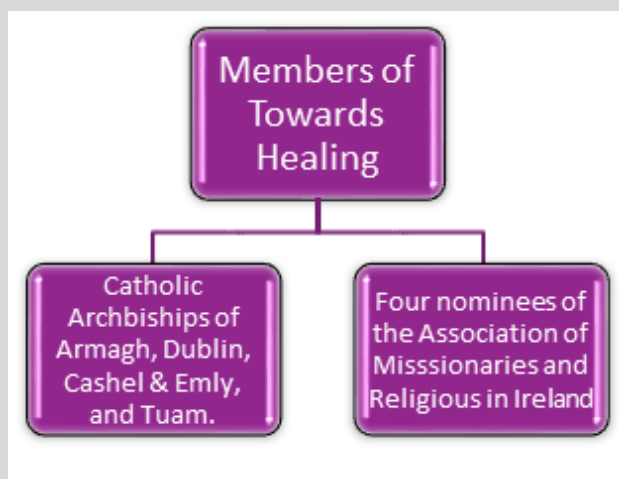 Members of
Towards
Healing
Catholic
Archbiships of
Armagh, Dublin,
Cashel & Emly,
and Tuam.
Four nominees of
the Association of
Misssionaries and
Religious in Ireland